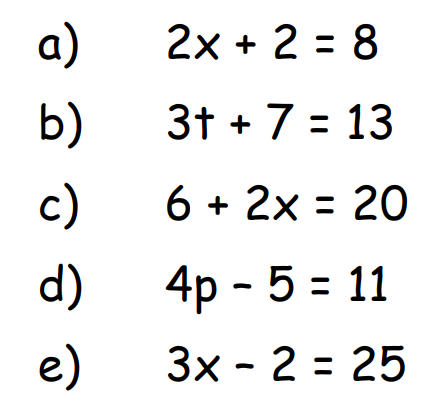 a) 2x + 2 = 8
b) 3t + 7 = 13
c) 6 + 2x = 20
d) 4p - 5 = 11
e) 3x - 2 = 25